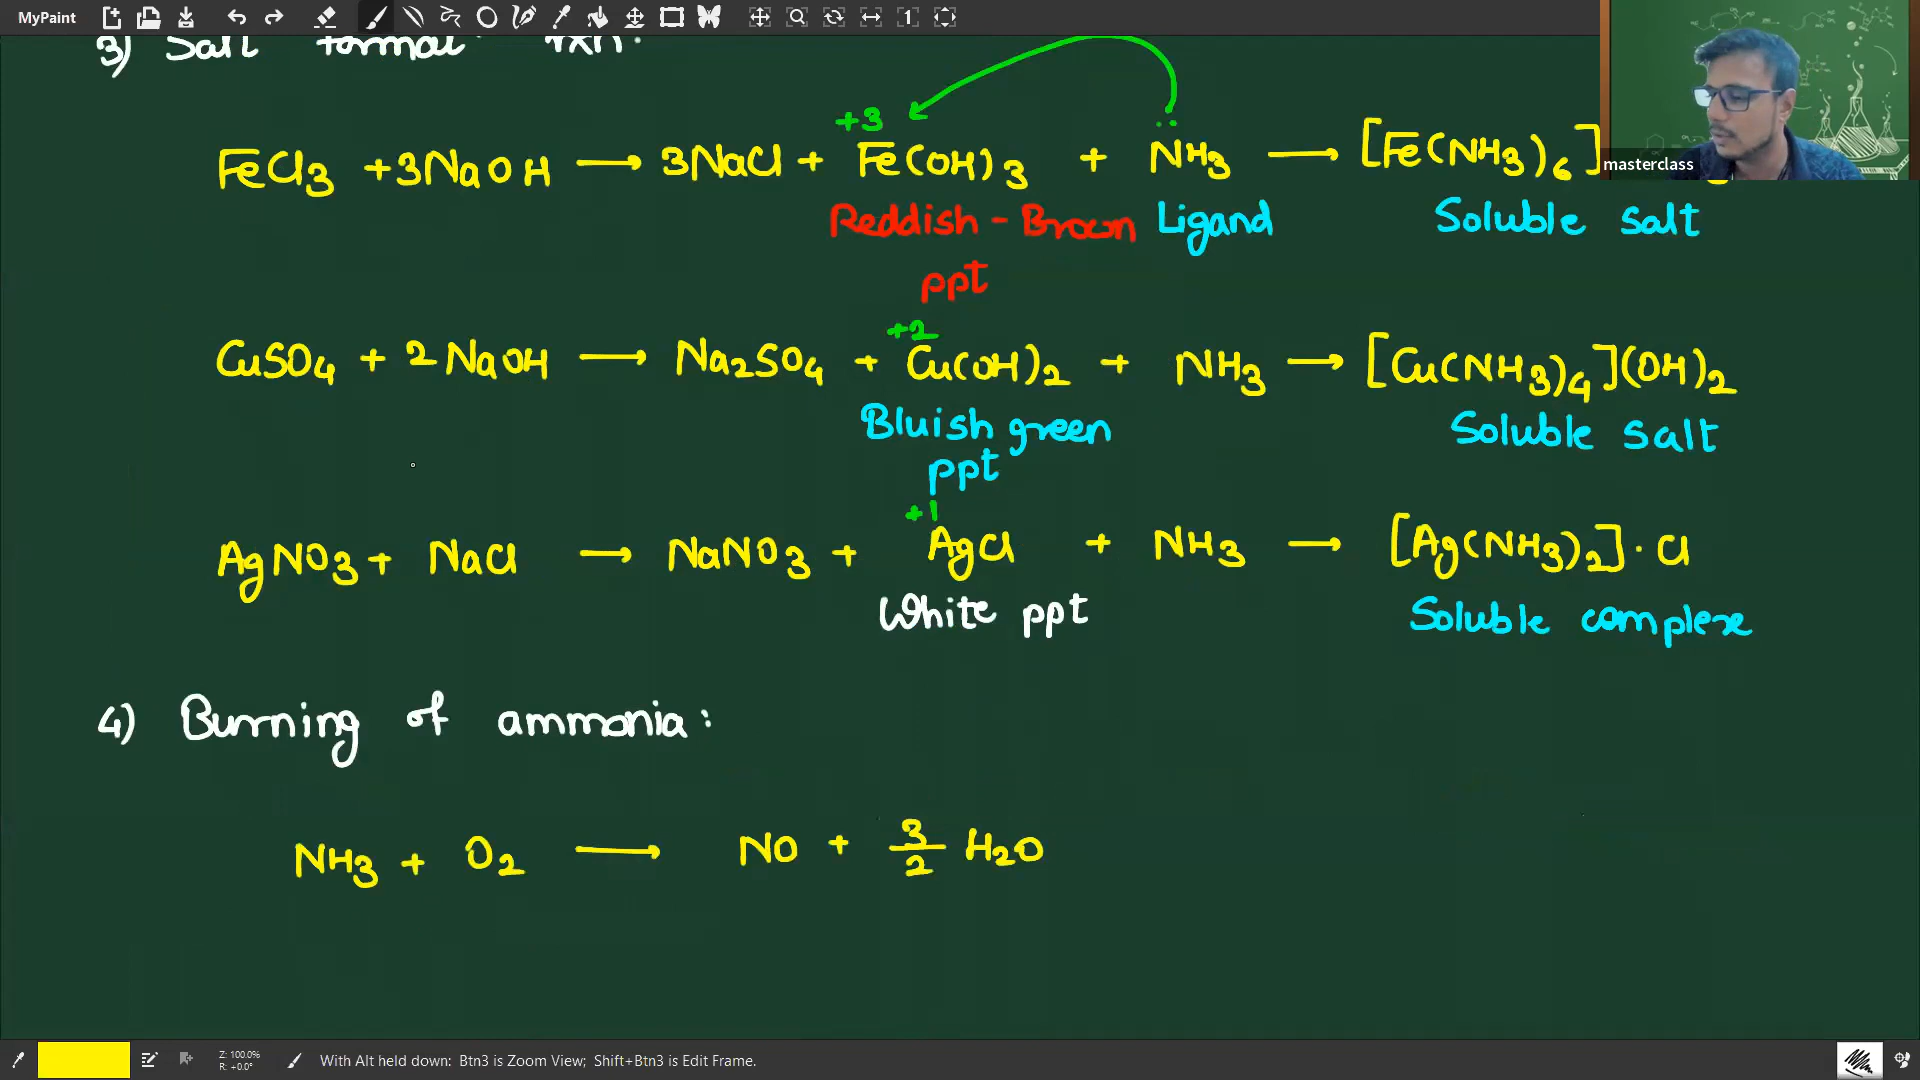 MyPaint
3) Salt
FeCl3 + 3NaOH → 3NaCl + Fe(OH)3 + NH3 → [Fe(NH3)6]
+3
masterclass
Reddish-Brown Ligand Soluble salt
ppt
+2
CuSO4 + 2NaOH → Na2SO4 + Cu(OH)2 + NH3 → [Cu(NH3)4](OH)2
Bluish green Soluble salt
ppt
+1
AgNO3 + NaCl → NaNO3 + AgCl + NH3 → [Ag(NH3)2]·Cl
White ppt Soluble complex
4) Burning of ammonia:
NH3 + O2 → NO + 3/2 H2O
Z: 100.0%
R: +0.0°
With Alt held down: Btn3 is Zoom View; Shift+Btn3 is Edit Frame.